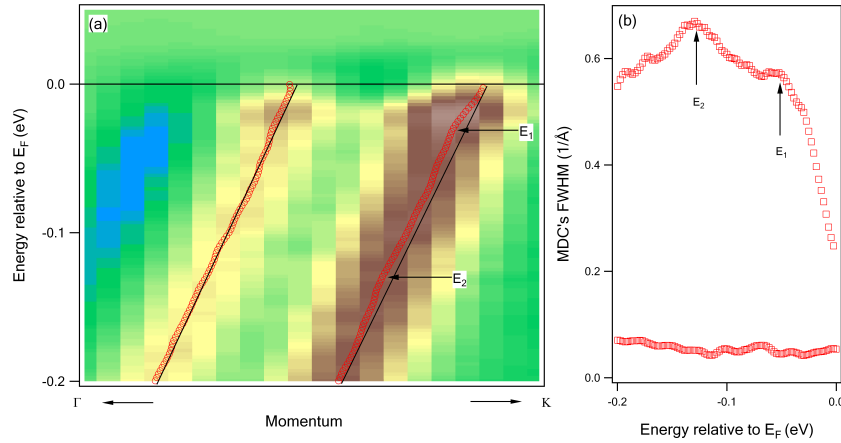 (a)
(b)
Energy relative to E_F (eV)
0.0
-0.1
-0.2
E_1
E_2
Γ
Momentum
K
MDC's FWHM (1/Å)
0.6
0.4
0.2
0.0
E_2
E_1
-0.2
-0.1
0.0
Energy relative to E_F (eV)